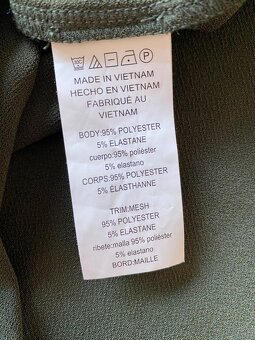 MADE IN VIETNAM
HECHO EN VIETNAM
FABRIQUÉ AU
VIETNAM
BODY:95% POLYESTER
5% ELASTANE
cuerpo:95% poliéster
5% elastano
CORPS:95% POLYESTER
5% ÉLASTHANNE
TRIM:MESH
95% POLYESTER
5% ELASTANE
ribete:malla 95% poliéster
5% elastano
BORD:MAILLE